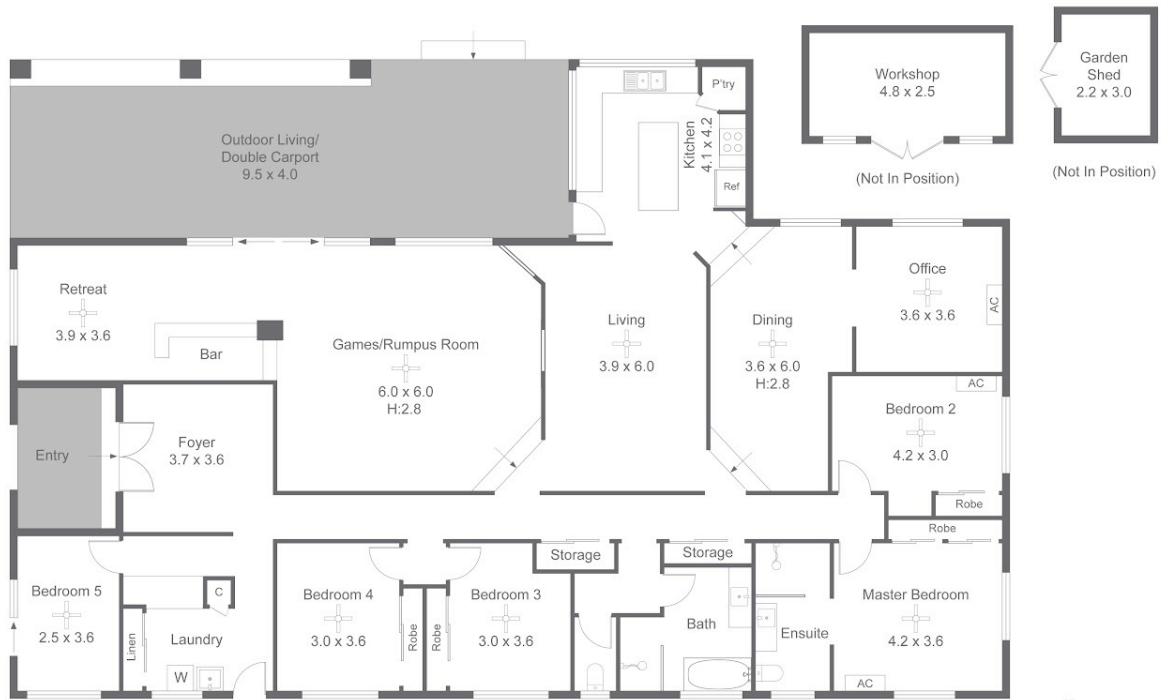 Workshop
4.8 x 2.5
(Not In Position)
Garden
Shed
2.2 x 3.0
(Not In Position)
P'try
Kitchen
4.1 x 4.2
Ref
Outdoor Living/
Double Carport
9.5 x 4.0
Retreat
3.9 x 3.6
Bar
Games/Rumpus Room
6.0 x 6.0
H:2.8
Living
3.9 x 6.0
Dining
3.6 x 6.0
H:2.8
Office
3.6 x 3.6
AC
AC
Bedroom 2
4.2 x 3.0
Robe
Entry
Foyer
3.7 x 3.6
Robe
Storage
Storage
Bedroom 5
2.5 x 3.6
C
Linen
Laundry
W
Bedroom 4
3.0 x 3.6
Robe
Robe
Bedroom 3
3.0 x 3.6
Bath
Ensuite
Master Bedroom
4.2 x 3.6
AC